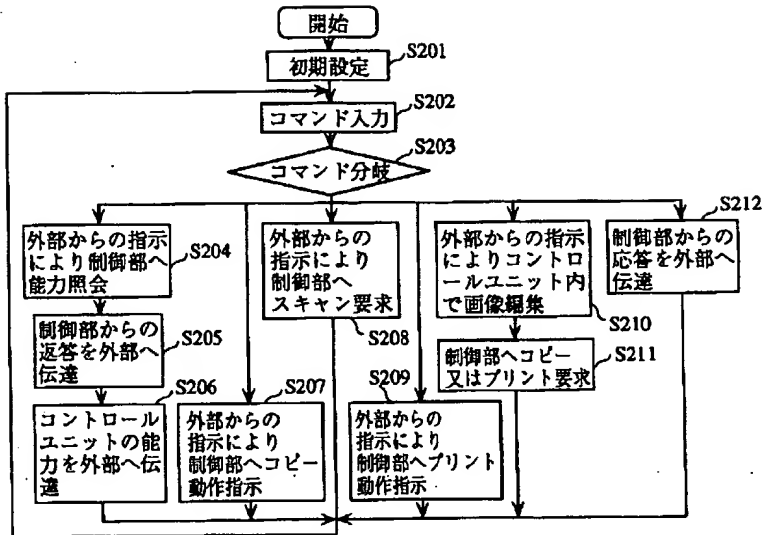 開始
初期設定
S201
コマンド入力
S202
コマンド分岐
S203
外部からの指示
により制御部へ
能力照会
S204
制御部からの
返答を外部へ
伝達
S205
コントロール
ユニットの能
力を外部へ伝
達
S206
外部からの
指示により
制御部へコピー
動作指示
S207
外部からの
指示により
制御部へ
スキャン要求
S208
外部からの
指示により
制御部へプリント
動作指示
S209
外部からの指示
によりコントロ
ールユニット内
で画像編集
S210
制御部へコピー
又はプリント要求
S211
制御部からの
応答を外部へ
伝達
S212